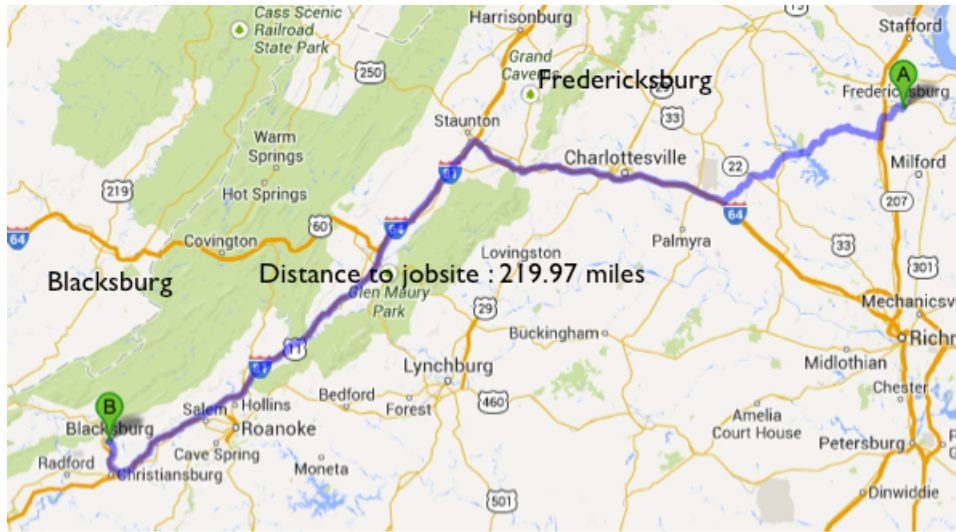 Cass Scenic
Railroad
State Park
Harrisonburg
Stafford
250
Grand
Fredericksburg
A
Fredericksburg
Staunton
33
Warm
Springs
Charlottesville
22
Milford
219
Hot Springs
207
64
60
64
64
Covington
Palmyra
33
Lovingston
301
Blacksburg
Distance to jobsite : 219.97 miles
Glen Maury
Park
29
Mechanicsv
Buckingham
Richm
11
Midlothian
Lynchburg
Chester
B
Bedford
Forest
460
Salem
Hollins
Amelia
Court House
Blacksburg
Roanoke
Petersburg
Cave Spring
Radford
Christiansburg
Moneta
501
Dinwiddie